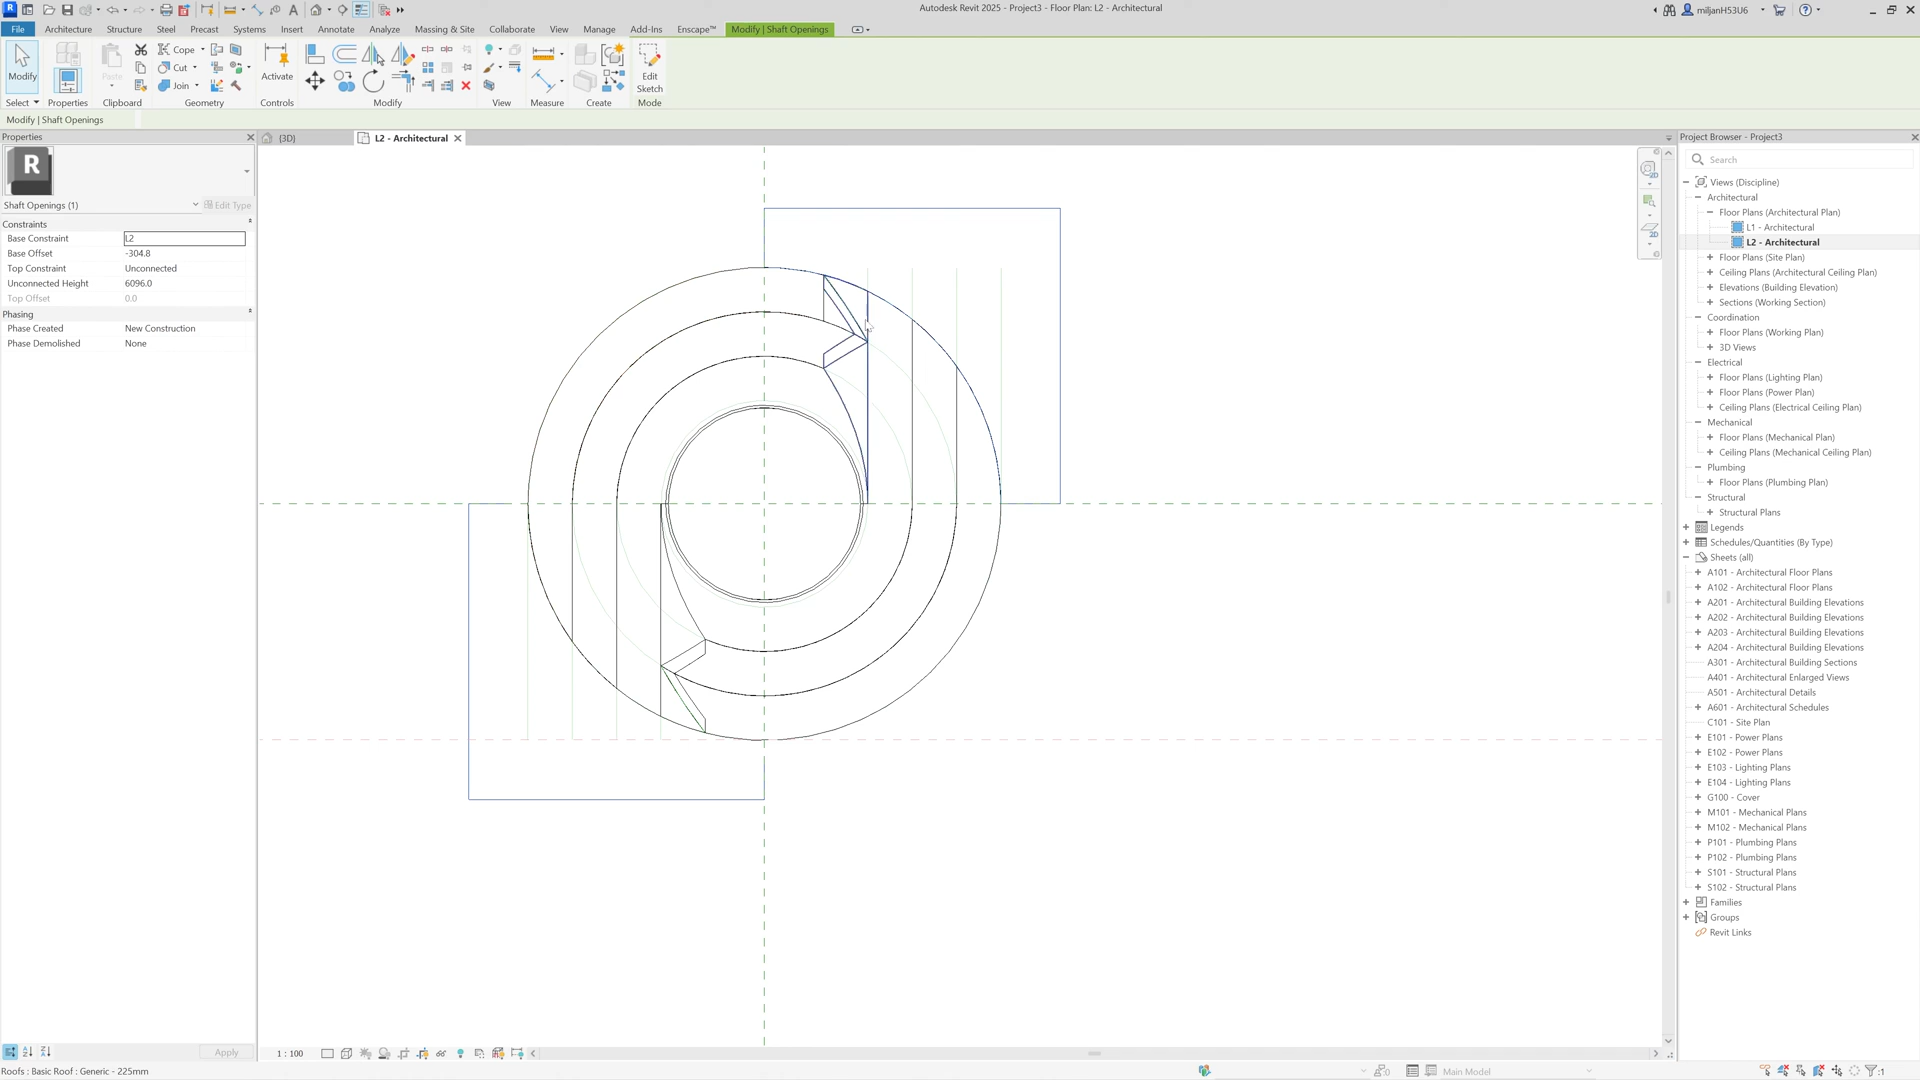 Autodesk Revit 2025 - Project3 - Floor Plan: L2 - Architectural
miljanH53U6
File
Architecture
Structure
Steel
Precast
Systems
Insert
Annotate
Analyze
Massing & Site
Collaborate
View
Manage
Add-Ins
Enscape™
Modify | Shaft Openings
Modify
Paste
Cope
Cut
Join
Activate
Edit
Sketch
Select
Properties
Clipboard
Geometry
Controls
Modify
View
Measure
Create
Mode
Modify | Shaft Openings
Properties
R
Shaft Openings (1)
Edit Type
Constraints
Base Constraint L2
Base Offset -304.8
Top Constraint Unconnected
Unconnected Height 6096.0
Top Offset 0.0
Phasing
Phase Created New Construction
Phase Demolished None
Apply
{3D}
L2 - Architectural
2D
2D
Project Browser - Project3
Search
Views (Discipline)
Architectural
Floor Plans (Architectural Plan)
L1 - Architectural
L2 - Architectural
Floor Plans (Site Plan)
Ceiling Plans (Architectural Ceiling Plan)
Elevations (Building Elevation)
Sections (Working Section)
Coordination
Floor Plans (Working Plan)
3D Views
Electrical
Floor Plans (Lighting Plan)
Floor Plans (Power Plan)
Ceiling Plans (Electrical Ceiling Plan)
Mechanical
Floor Plans (Mechanical Plan)
Ceiling Plans (Mechanical Ceiling Plan)
Plumbing
Floor Plans (Plumbing Plan)
Structural
Structural Plans
Legends
Schedules/Quantities (By Type)
Sheets (all)
A101 - Architectural Floor Plans
A102 - Architectural Floor Plans
A201 - Architectural Building Elevations
A202 - Architectural Building Elevations
A203 - Architectural Building Elevations
A204 - Architectural Building Elevations
A301 - Architectural Building Sections
A401 - Architectural Enlarged Views
A501 - Architectural Details
A601 - Architectural Schedules
C101 - Site Plan
E101 - Power Plans
E102 - Power Plans
E103 - Lighting Plans
E104 - Lighting Plans
G100 - Cover
M101 - Mechanical Plans
M102 - Mechanical Plans
P101 - Plumbing Plans
P102 - Plumbing Plans
S101 - Structural Plans
S102 - Structural Plans
Families
Groups
Revit Links
1 : 100
Roofs : Basic Roof : Generic - 225mm
:0
Main Model
:1